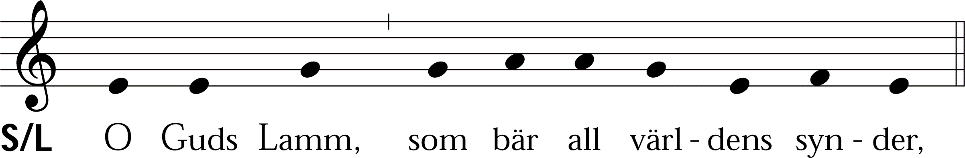 S/L O Guds Lamm, som bär all värl - dens syn - der,